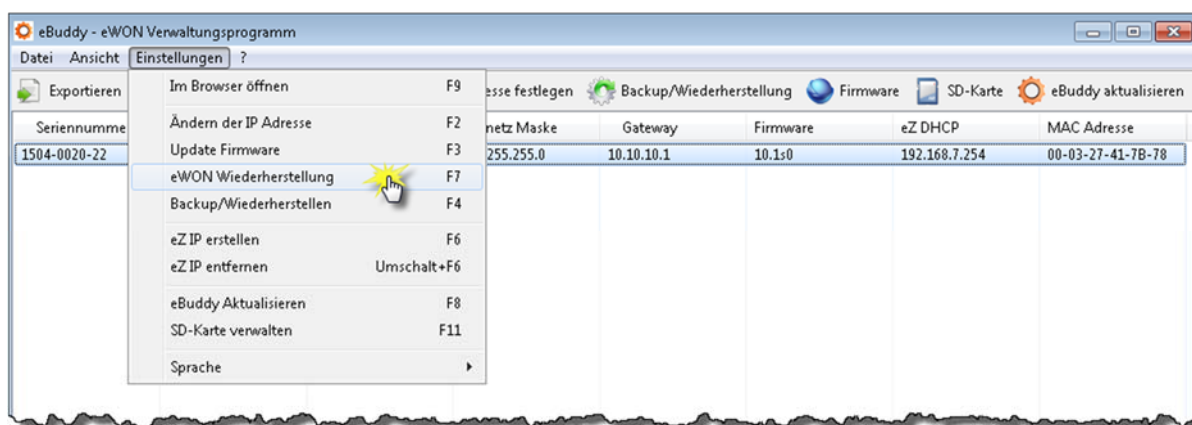 eBuddy - eWON Verwaltungsprogramm
Datei Ansicht Einstellungen ?
Exportieren esse festlegen Backup/Wiederherstellung Firmware SD-Karte eBuddy aktualisieren
Seriennumme netz Maske Gateway Firmware eZ DHCP MAC Adresse
1504-0020-22 255.255.0 10.10.10.1 10.1s0 192.168.7.254 00-03-27-41-7B-78
Im Browser öffnen F9
Ändern der IP Adresse F2
Update Firmware F3
eWON Wiederherstellung F7
Backup/Wiederherstellen F4
eZ IP erstellen F6
eZ IP entfernen Umschalt+F6
eBuddy Aktualisieren F8
SD-Karte verwalten F11
Sprache